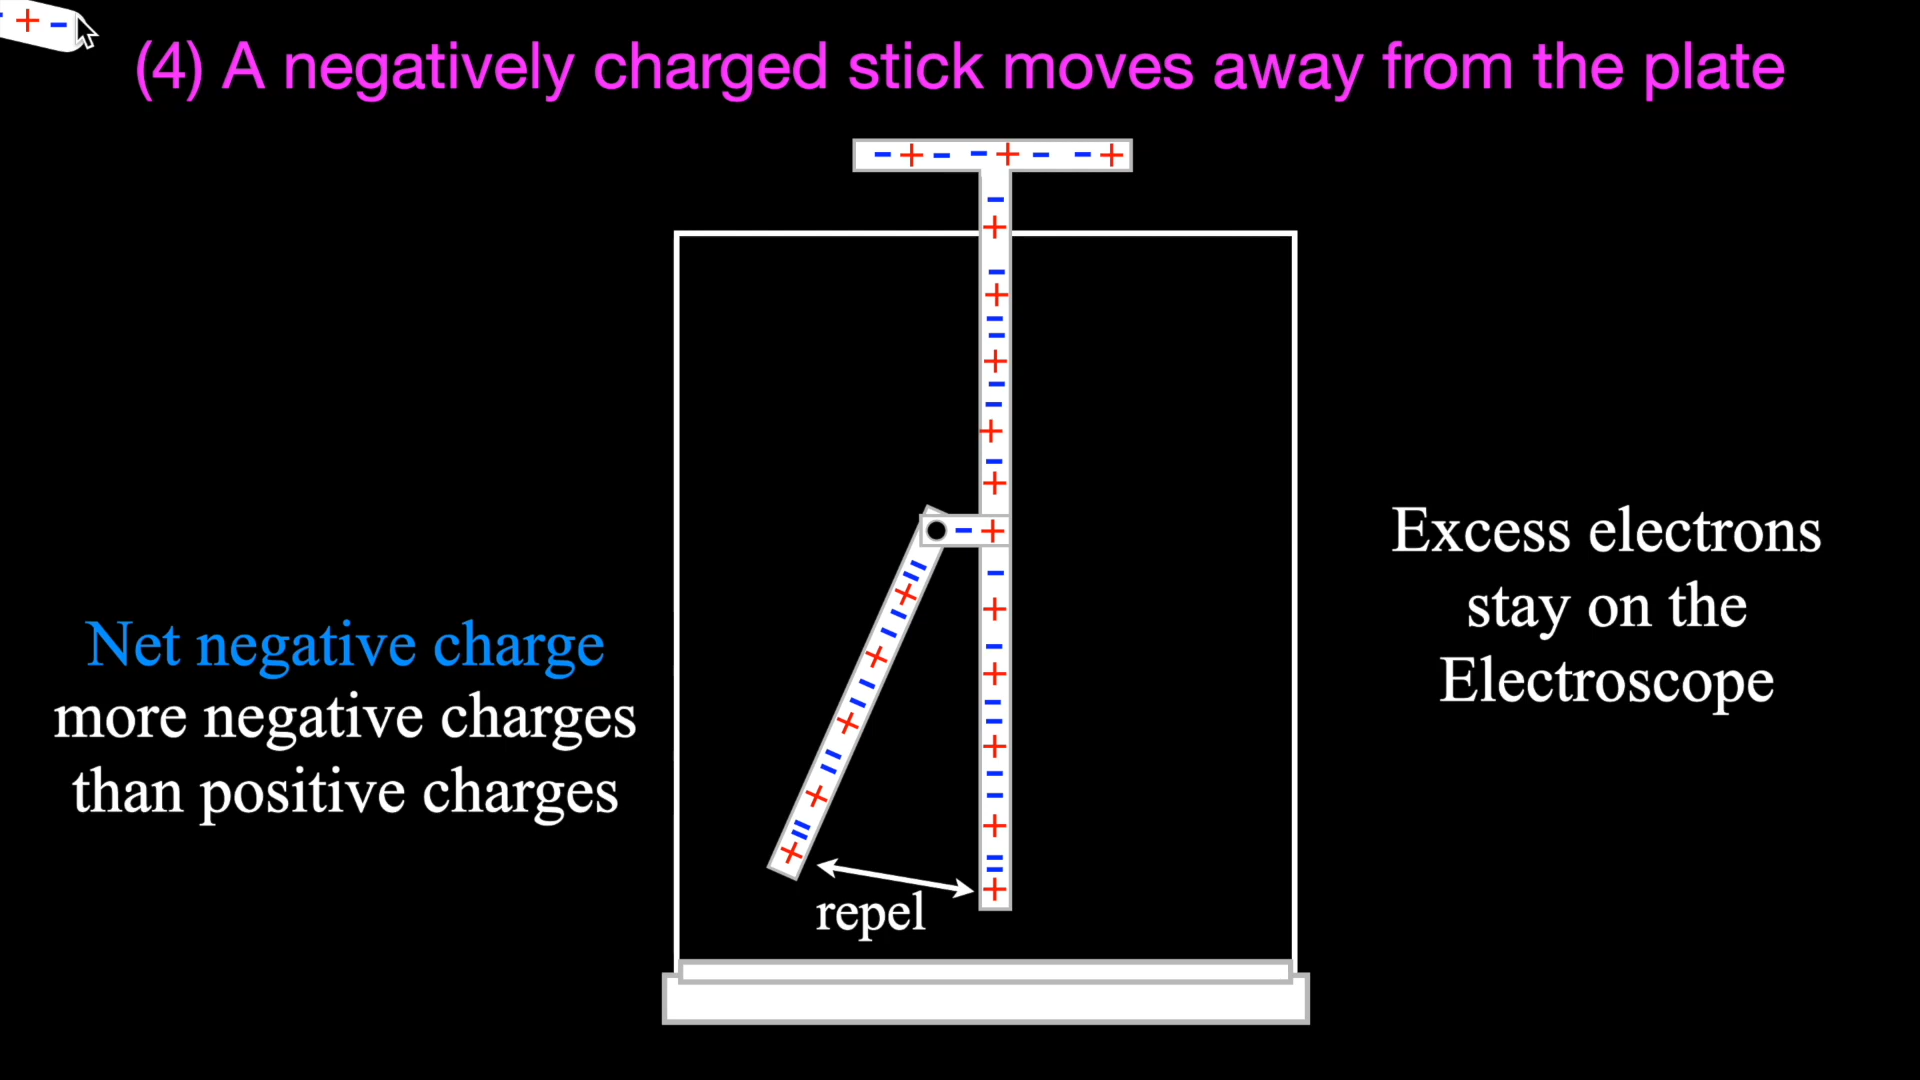 (4) A negatively charged stick moves away from the plate
Excess electrons
stay on the
Electroscope
Net negative charge
more negative charges
than positive charges
repel